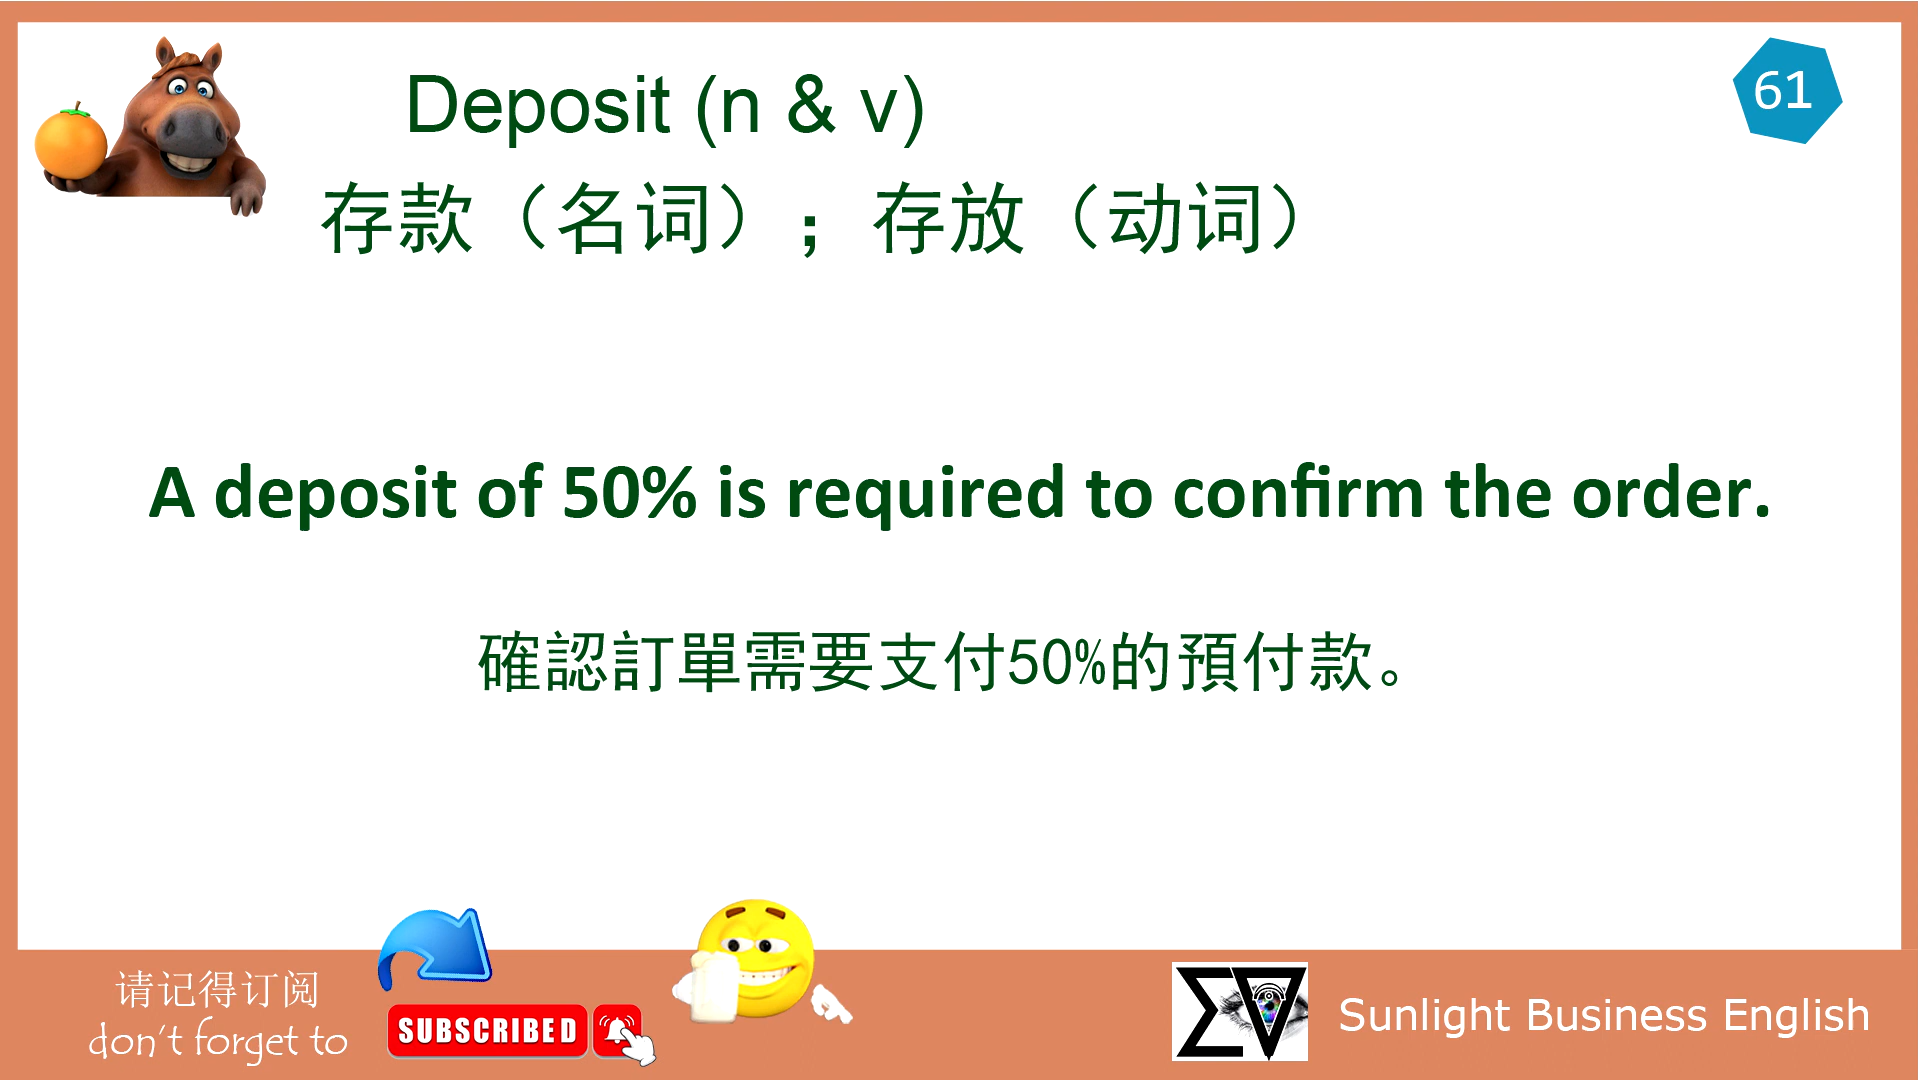 Deposit (n & v)
61
存款（名词）；存放（动词）
A deposit of 50% is required to confirm the order.
確認訂單需要支付50%的預付款。
请记得订阅
don't forget to
SUBSCRIBED
Sunlight Business English